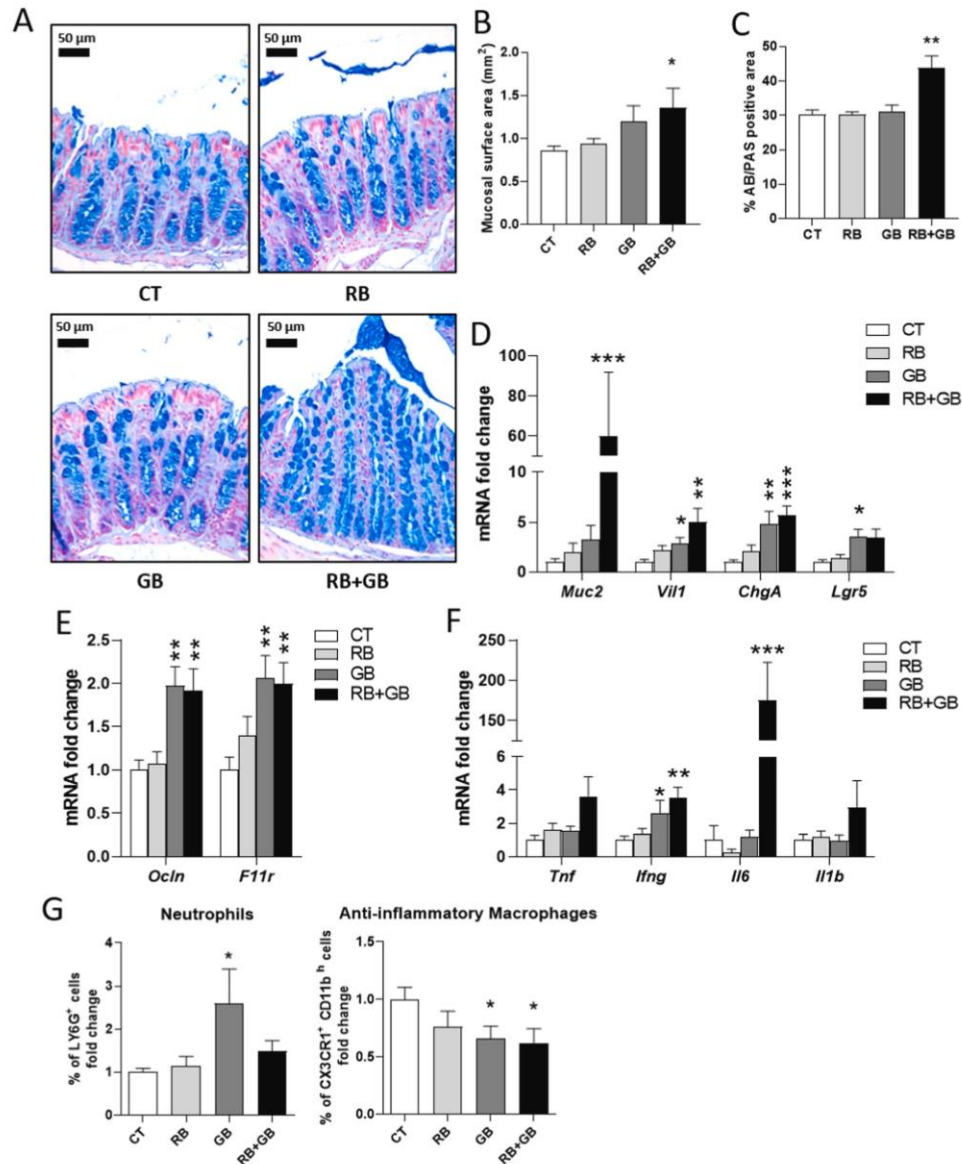 A
50 µm
50 µm
CT
RB
50 µm
50 µm
GB
RB+GB
B
Mucosal surface area (mm²)
2.0
1.5
1.0
0.5
0.0
*
CT
RB
GB
RB+GB
C
% AB/PAS positive area
50
40
30
20
10
0
**
CT
RB
GB
RB+GB
D
mRNA fold change
100
80
60
10
5
0
***
*
**
**
***
*
CT
RB
GB
RB+GB
Muc2
Vil1
ChgA
Lgr5
E
mRNA fold change
2.5
2.0
1.5
1.0
0.5
0.0
**
**
**
**
CT
RB
GB
RB+GB
Ocln
F11r
F
mRNA fold change
250
200
150
100
6
4
2
0
*
**
***
CT
RB
GB
RB+GB
Tnf
Ifng
Il6
Il1b
G
Neutrophils
% of LY6G⁺ cells
fold change
4
3
2
1
0
*
CT
RB
GB
RB+GB
Anti-inflammatory Macrophages
% of CX3CR1⁺ CD11b ʰ cells
fold change
1.5
1.0
0.5
0.0
*
*
CT
RB
GB
RB+GB